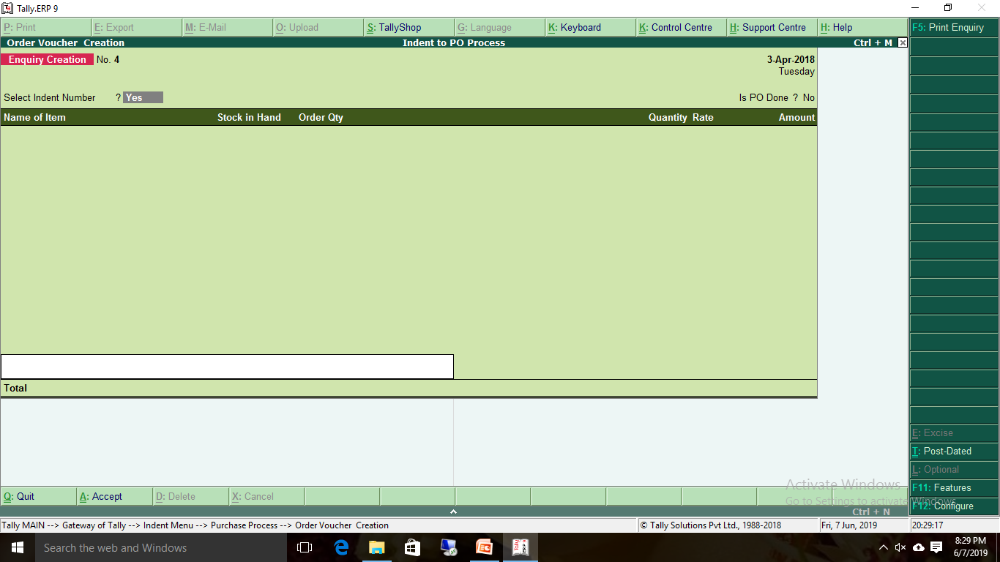 Tally.ERP 9
P: Print E: Export M: E-Mail O: Upload S: TallyShop G: Language K: Keyboard K: Control Centre H: Support Centre H: Help F5: Print Enquiry
Order Voucher Creation Indent to PO Process Ctrl + M
Enquiry Creation No. 4 3-Apr-2018
Tuesday
Select Indent Number ? Yes Is PO Done ? No
Name of Item Stock in Hand Order Qty Quantity Rate Amount
Total
E: Excise
T: Post-Dated
L: Optional
Activate Windows
F11: Features
Q: Quit A: Accept D: Delete X: Cancel
Go to Settings to activate Windows.
F12: Configure
Ctrl + N
Tally MAIN --> Gateway of Tally --> Indent Menu --> Purchase Process --> Order Voucher Creation © Tally Solutions Pvt Ltd., 1988-2018 Fri, 7 Jun, 2019 20:29:17
Search the web and Windows
8:29 PM
6/7/2019